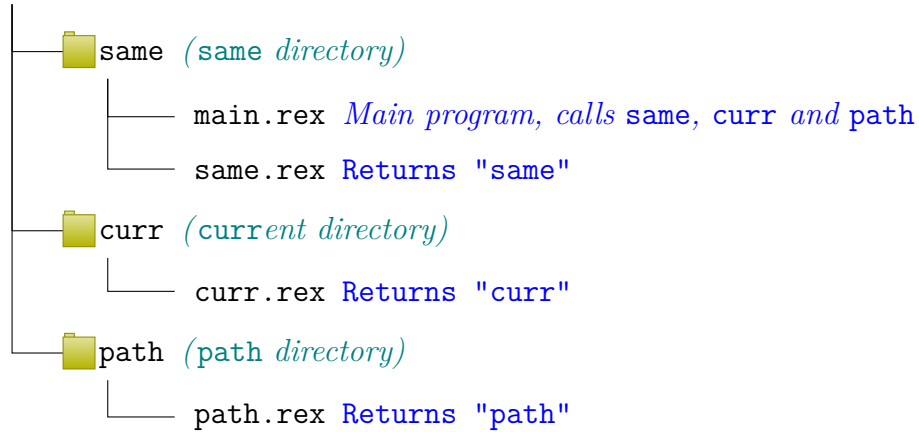 same (same directory)
main.rex Main program, calls same, curr and path
same.rex Returns "same"
curr (current directory)
curr.rex Returns "curr"
path (path directory)
path.rex Returns "path"